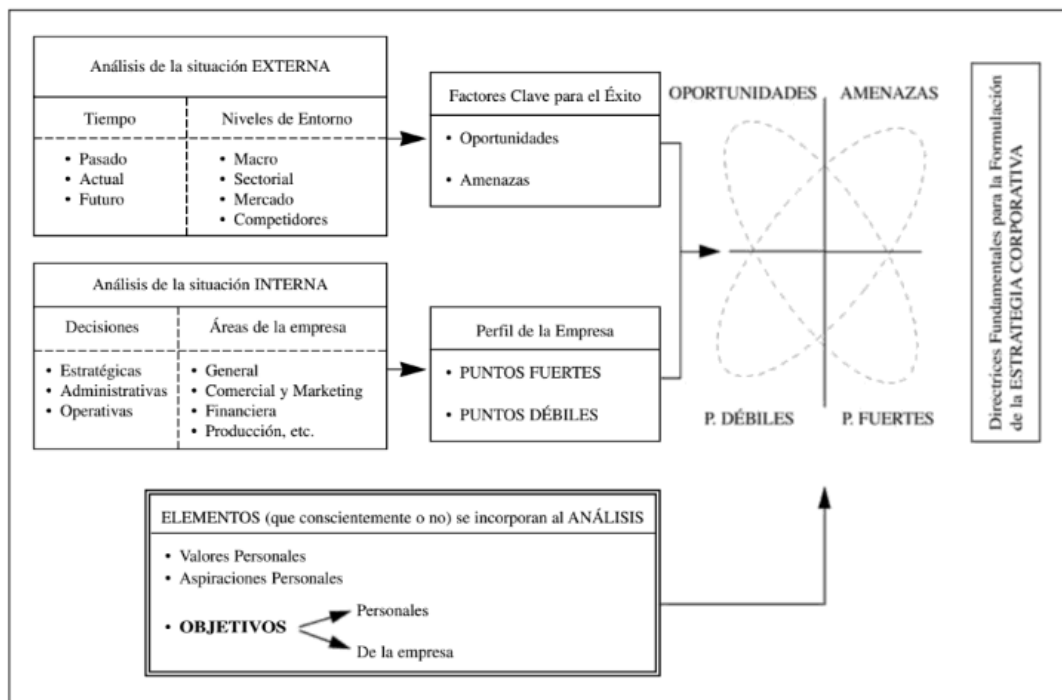 Análisis de la situación EXTERNA
Tiempo
• Pasado
• Actual
• Futuro
Niveles de Entorno
• Macro
• Sectorial
• Mercado
• Competidores
Factores Clave para el Éxito
• Oportunidades
• Amenazas
Análisis de la situación INTERNA
Decisiones
• Estratégicas
• Administrativas
• Operativas
Áreas de la empresa
• General
• Comercial y Marketing
• Financiera
• Producción, etc.
Perfil de la Empresa
• PUNTOS FUERTES
• PUNTOS DÉBILES
OPORTUNIDADES
AMENAZAS
P. DÉBILES
P. FUERTES
Directrices Fundamentales para la Formulación
de la ESTRATEGIA CORPORATIVA
ELEMENTOS (que conscientemente o no) se incorporan al ANÁLISIS
• Valores Personales
• Aspiraciones Personales
• OBJETIVOS
Personales
De la empresa